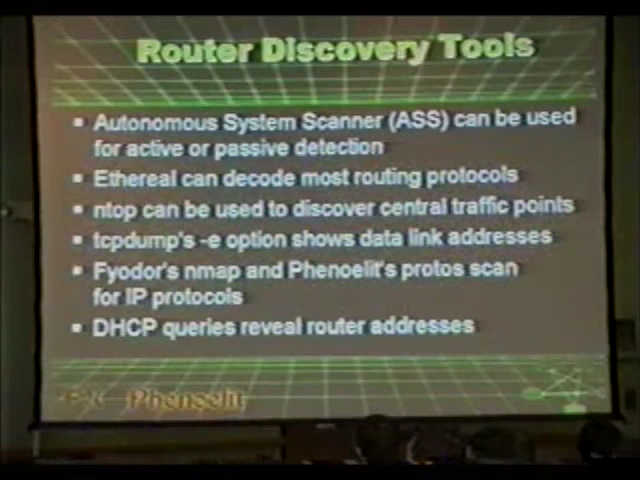 Router Discovery Tools
Autonomous System Scanner (ASS) can be used
for active or passive detection
Ethereal can decode most routing protocols
ntop can be used to discover central traffic points
tcpdump's -e option shows data link addresses
Fyodor's nmap and Phenoelit's protos scan
for IP protocols
DHCP queries reveal router addresses
Phenoelit